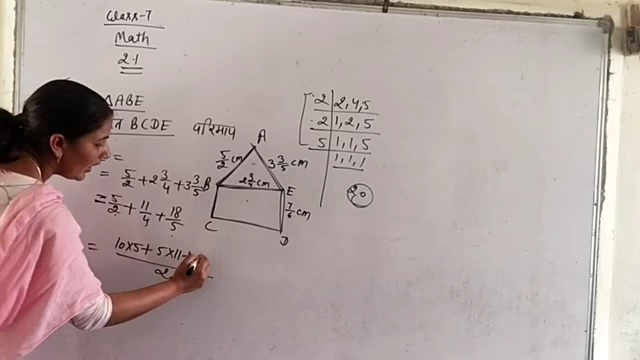 Class-7
Math
2.1
ΔABE
BCDE परिमाप
=
= 5/2 + 2 3/4 + 3 3/5
= 5/2 + 11/4 + 18/5
= 10×5 + 5×11 +
A
5/2 cm
3 3/5 cm
B
2 3/4 cm
E
7/6 cm
C
D
2 | 2, 4, 5
2 | 1, 2, 5
5 | 1, 1, 5
1, 1, 1
20